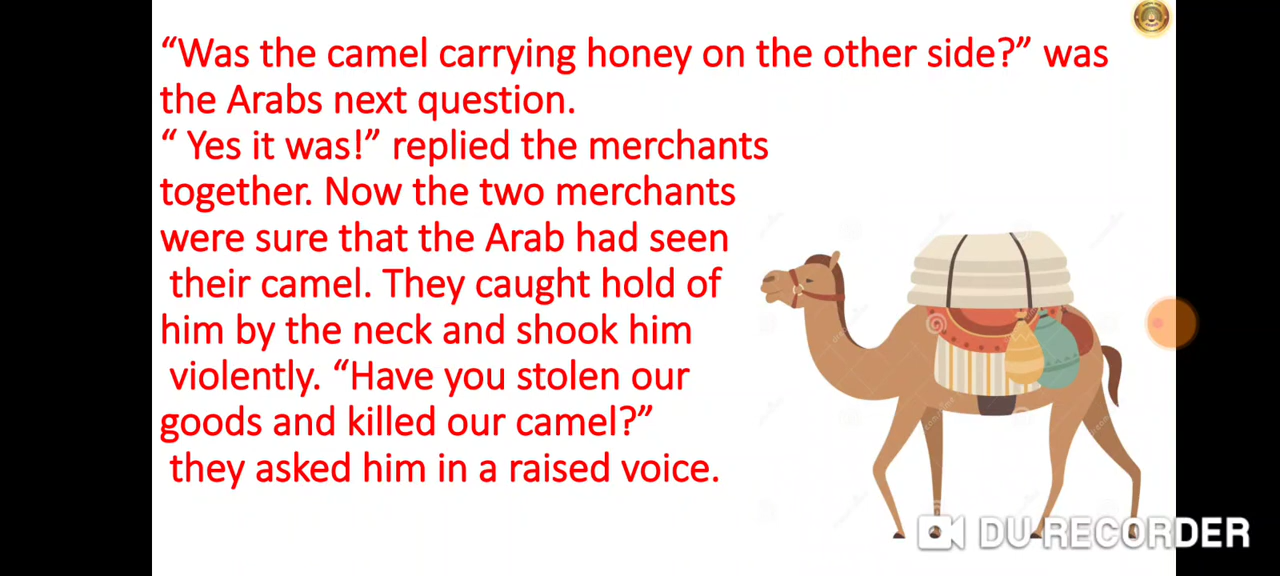 “Was the camel carrying honey on the other side?” was
the Arabs next question.
“ Yes it was!” replied the merchants
together. Now the two merchants
were sure that the Arab had seen
their camel. They caught hold of
him by the neck and shook him
violently. “Have you stolen our
goods and killed our camel?”
they asked him in a raised voice.
DU RECORDER